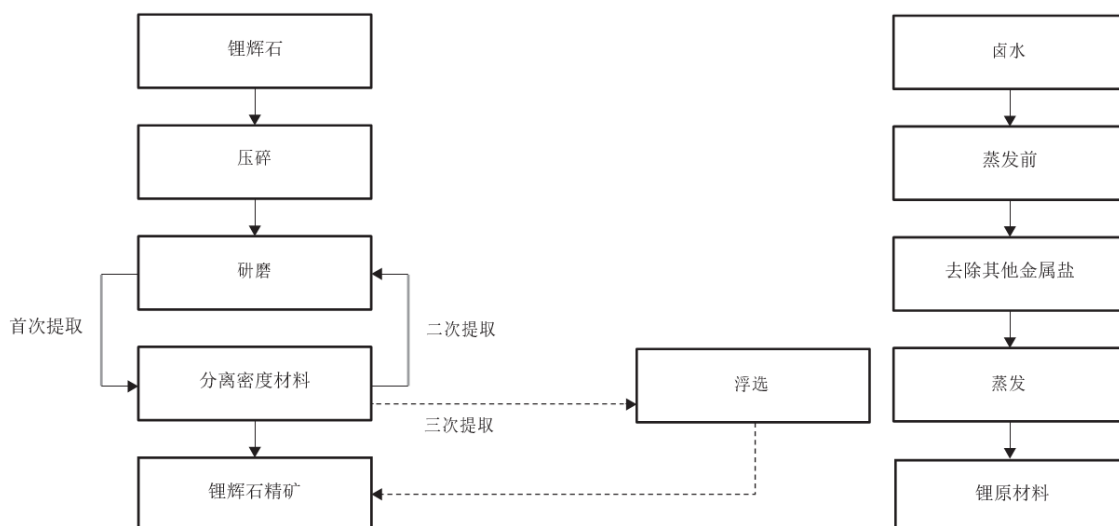 锂辉石
压碎
研磨
首次提取
二次提取
分离密度材料
三次提取
浮选
锂辉石精矿
卤水
蒸发前
去除其他金属盐
蒸发
锂原材料